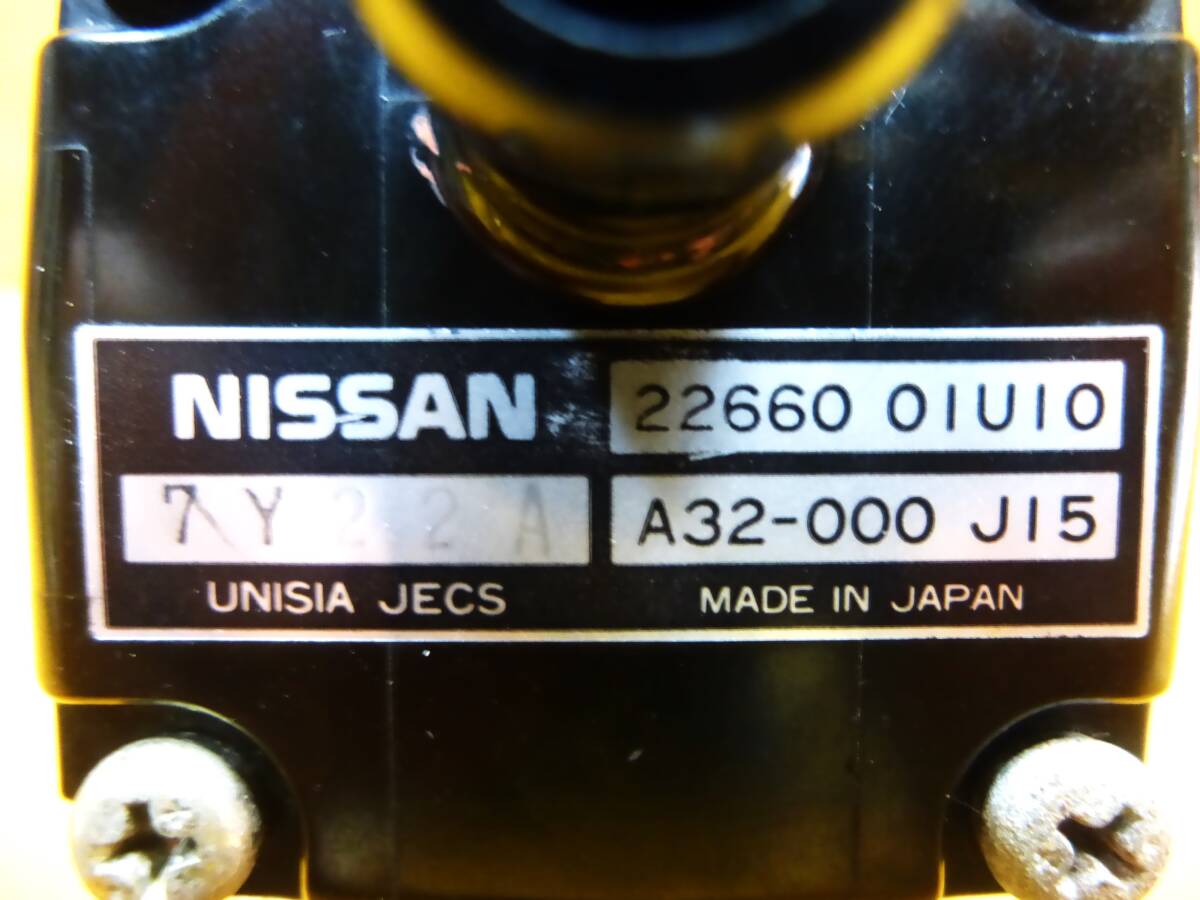 NISSAN 22660 01U10
7Y22A A32-000 J15
UNISIA JECS MADE IN JAPAN